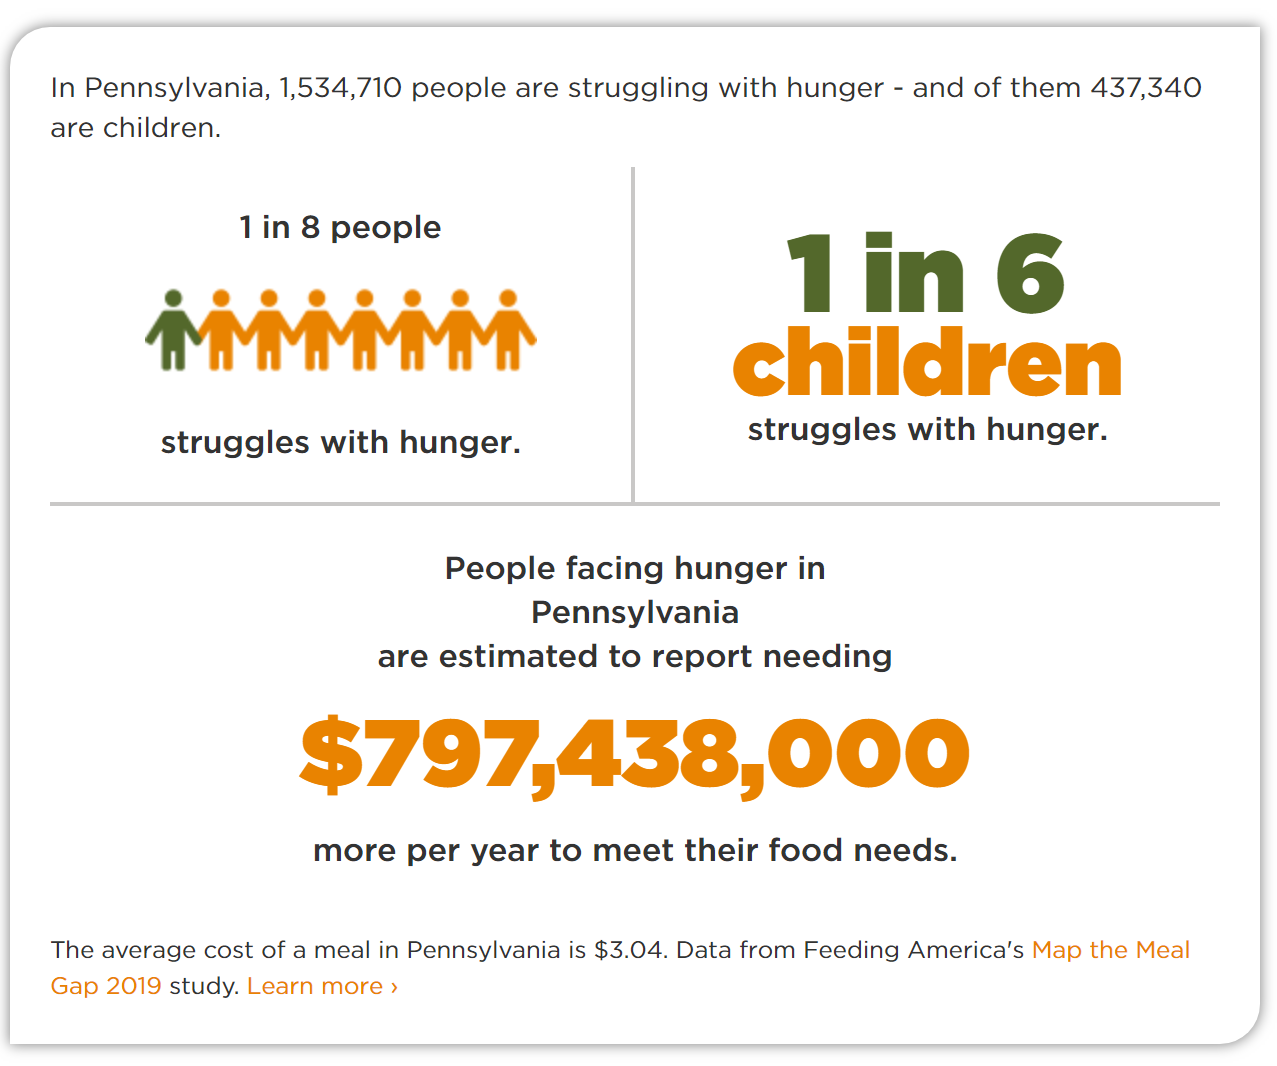 In Pennsylvania, 1,534,710 people are struggling with hunger - and of them 437,340
are children.
1 in 8 people
struggles with hunger.
1 in 6
children
struggles with hunger.
People facing hunger in
Pennsylvania
are estimated to report needing
$797,438,000
more per year to meet their food needs.
The average cost of a meal in Pennsylvania is $3.04. Data from Feeding America's Map the Meal
Gap 2019 study. Learn more ›